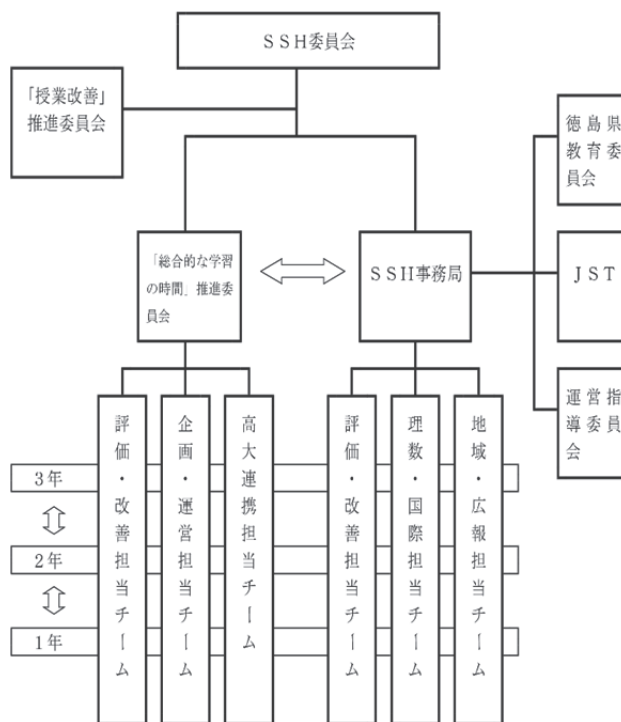 ＳＳＨ委員会
「授業改善」
推進委員会
徳島県
教育委
員会
「総合的な学習
の時間」推進委
員会
ＳＳＨ事務局
ＪＳＴ
運営指
導委員
会
評価・改善担当チーム
企画・運営担当チーム
高大連携担当チーム
評価・改善担当チーム
理数・国際担当チーム
地域・広報担当チーム
３年
２年
１年